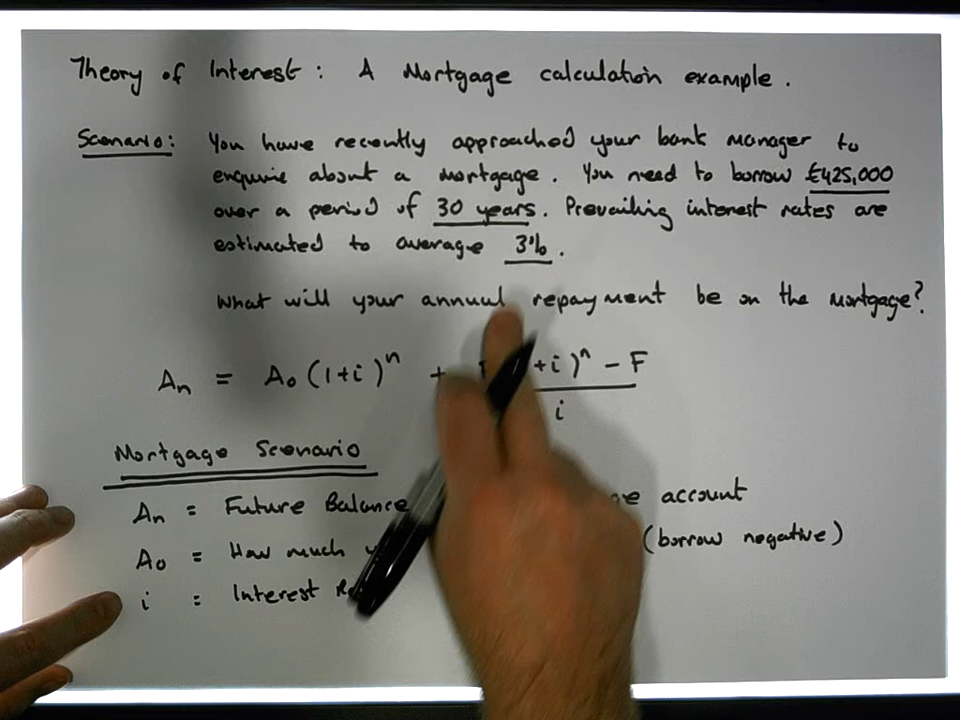 Theory of Interest: A Mortgage calculation example.
Scenario: You have recently approached your bank manager to
enquire about a mortgage. You need to borrow £425,000
over a period of 30 years. Prevailing interest rates are
estimated to average 3%.
What will your annual repayment be on the mortgage?
An = A0(1+i)^n + +i)^n - F
i
Mortgage Scenario
An = Future Balance account
A0 = How much (borrow negative)
i = Interest